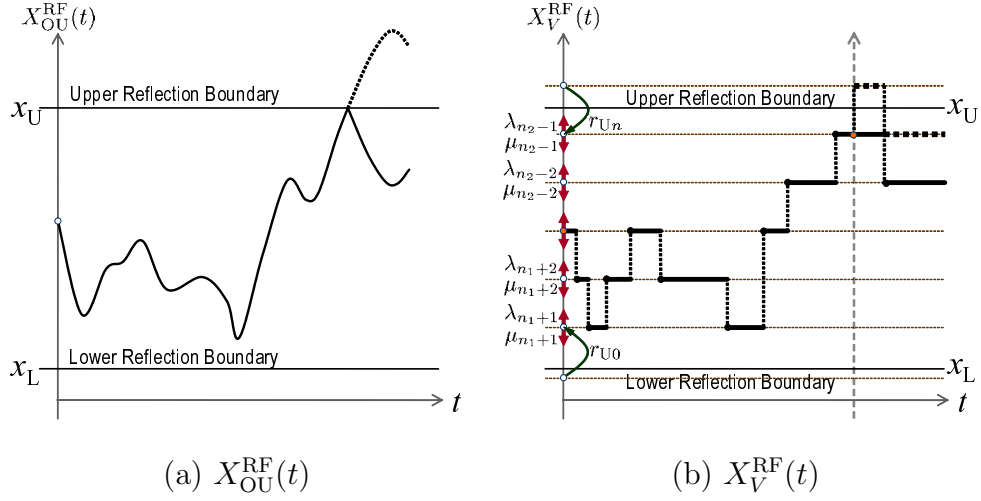 X_OU^RF(t)
Upper Reflection Boundary
x_U
Lower Reflection Boundary
x_L
t
(a) X_OU^RF(t)
X_V^RF(t)
Upper Reflection Boundary
x_U
r_Un
λ_{n_2−1}
μ_{n_2−1}
λ_{n_2−2}
μ_{n_2−2}
λ_{n_1+2}
μ_{n_1+2}
λ_{n_1+1}
μ_{n_1+1}
r_U0
x_L
Lower Reflection Boundary
t
(b) X_V^RF(t)